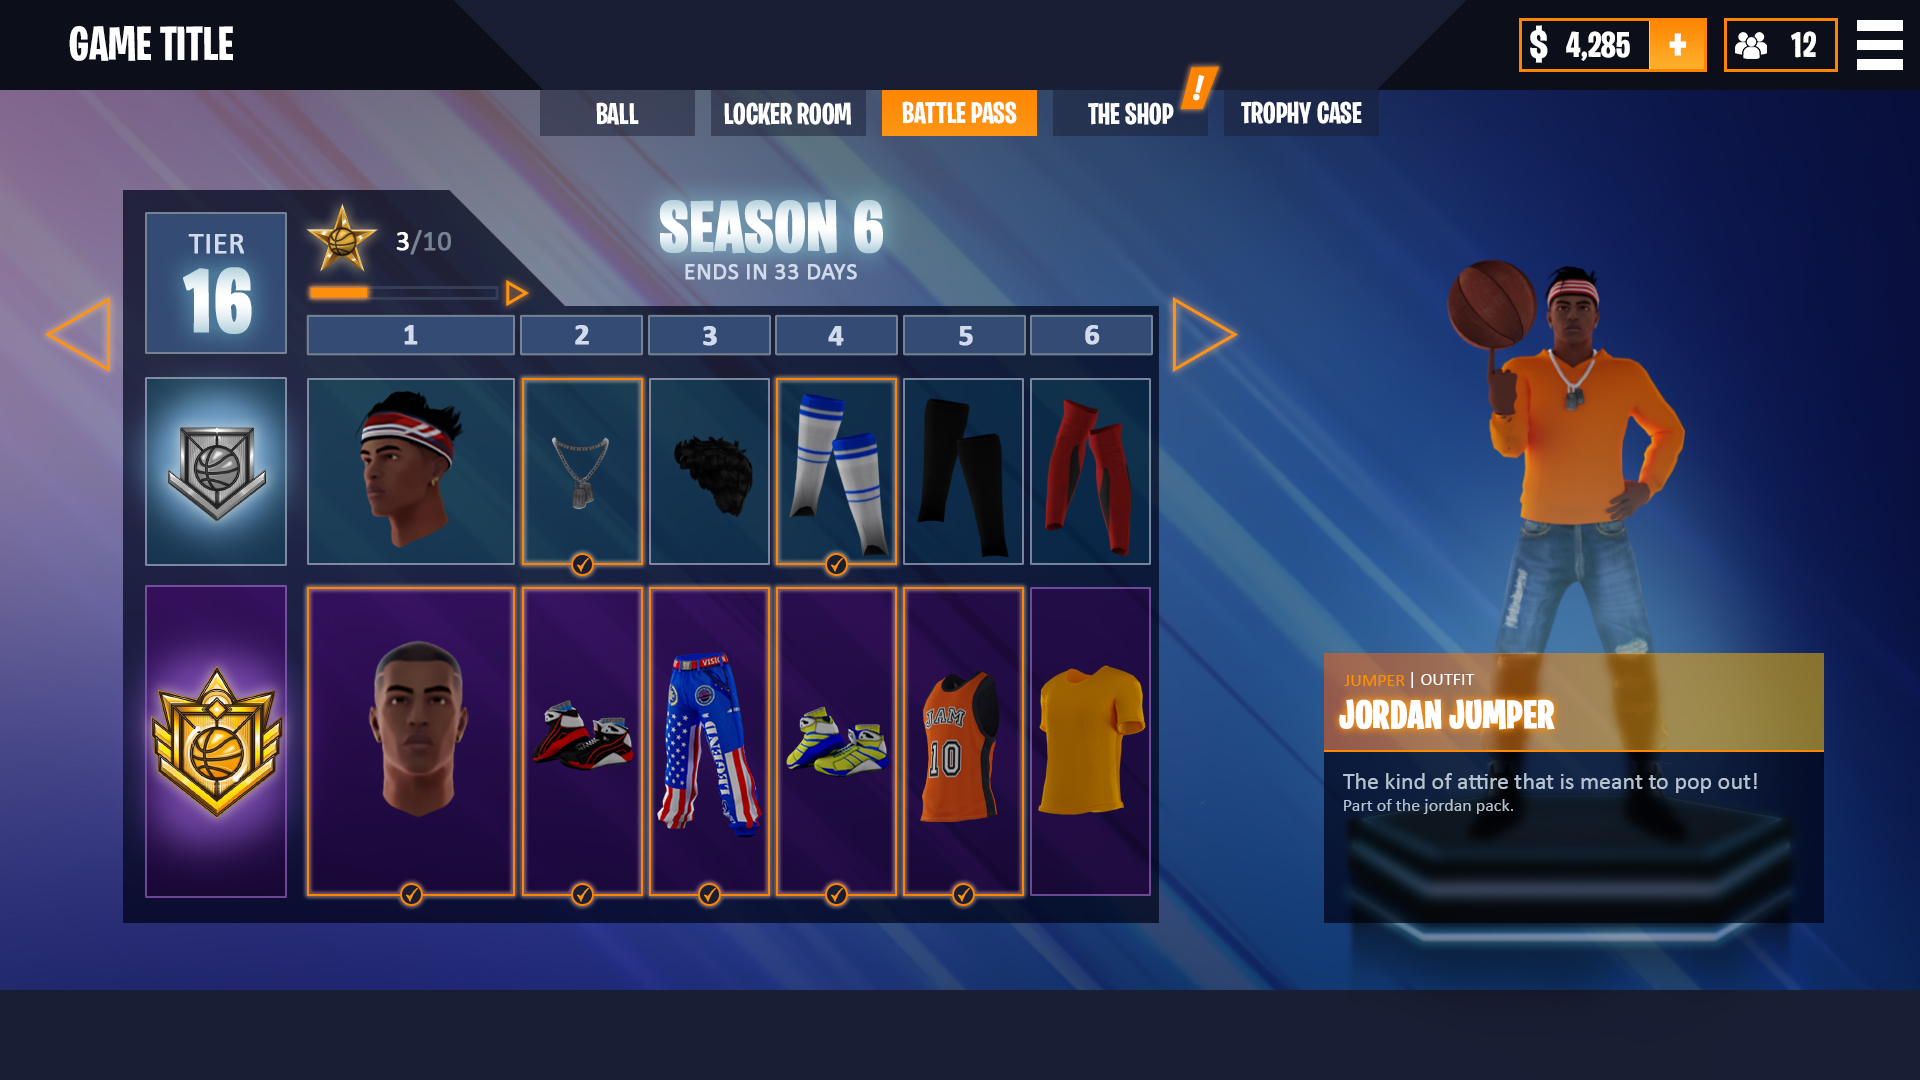 GAME TITLE
$ 4,285 +
12
BALL
LOCKER ROOM
BATTLE PASS
THE SHOP
!
TROPHY CASE
TIER
16
3/10
SEASON 6
ENDS IN 33 DAYS
1
2
3
4
5
6
JAM
10
JUMPER | OUTFIT
JORDAN JUMPER
The kind of attire that is meant to pop out!
Part of the jordan pack.